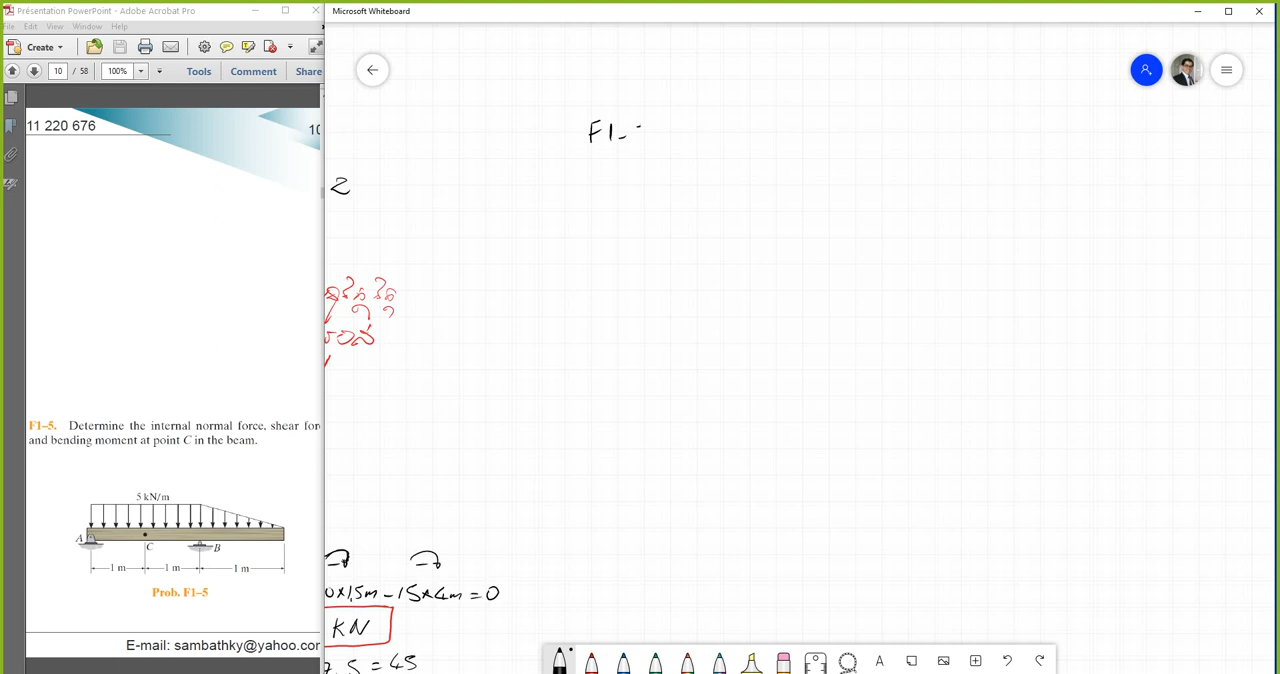 Présentation PowerPoint - Adobe Acrobat Pro
File Edit View Window Help
Create
10 / 58 100%
Tools Comment Share
11 220 676
10
F1–5. Determine the internal normal force, shear for
and bending moment at point C in the beam.
5 kN/m
A
C
B
1 m
1 m
1 m
Prob. F1–5
E-mail: sambathky@yahoo.co
Microsoft Whiteboard
F1-
2
0×1.5m - 15×4m = 0
KN
7.5 = 45
A